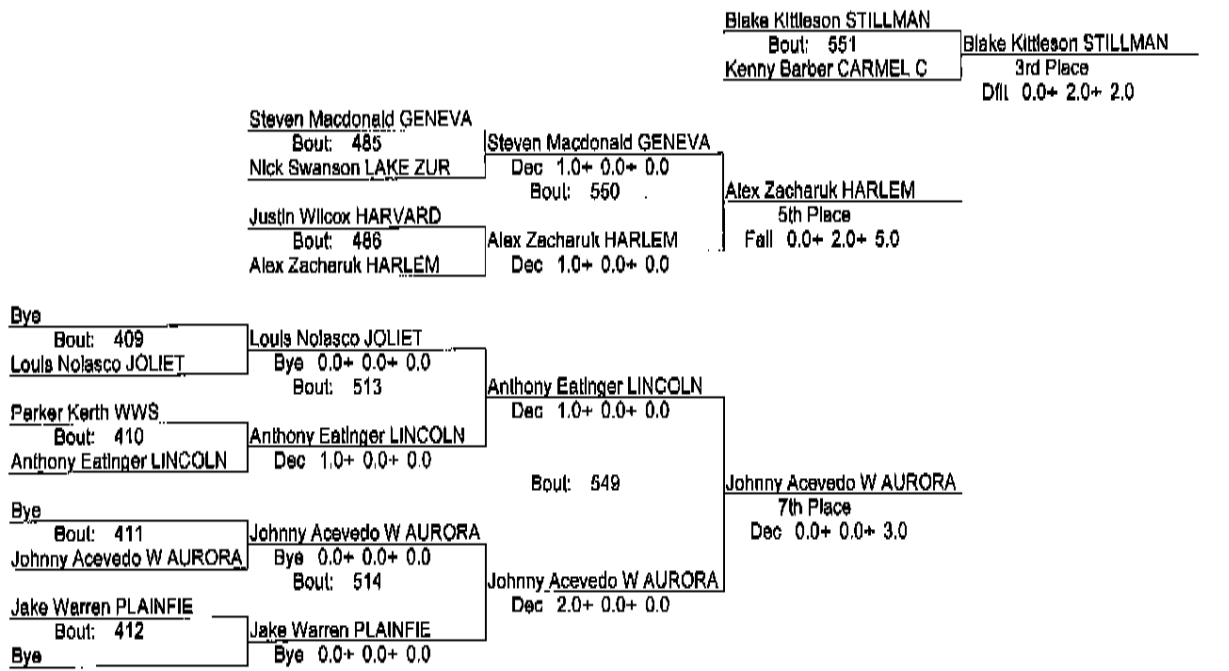 Blake Kittleson STILLMAN
Bout: 551
Kenny Barber CARMEL C
Blake Kittleson STILLMAN
3rd Place
Dflt 0.0+ 2.0+ 2.0
Steven Macdonald GENEVA
Bout: 485
Nick Swanson LAKE ZUR
Steven Macdonald GENEVA
Dec 1.0+ 0.0+ 0.0
Bout: 550
Justin Wilcox HARVARD
Bout: 486
Alex Zacharuk HARLEM
Alex Zacharuk HARLEM
Dec 1.0+ 0.0+ 0.0
Alex Zacharuk HARLEM
5th Place
Fall 0.0+ 2.0+ 5.0
Bye
Bout: 409
Louis Nolasco JOLIET
Louis Nolasco JOLIET
Bye 0.0+ 0.0+ 0.0
Bout: 513
Parker Kerth WWS
Bout: 410
Anthony Eatinger LINCOLN
Anthony Eatinger LINCOLN
Dec 1.0+ 0.0+ 0.0
Anthony Eatinger LINCOLN
Dec 1.0+ 0.0+ 0.0
Bout: 549
Bye
Bout: 411
Johnny Acevedo W AURORA
Johnny Acevedo W AURORA
Bye 0.0+ 0.0+ 0.0
Bout: 514
Jake Warren PLAINFIE
Bout: 412
Bye
Jake Warren PLAINFIE
Bye 0.0+ 0.0+ 0.0
Johnny Acevedo W AURORA
Dec 2.0+ 0.0+ 0.0
Johnny Acevedo W AURORA
7th Place
Dec 0.0+ 0.0+ 3.0